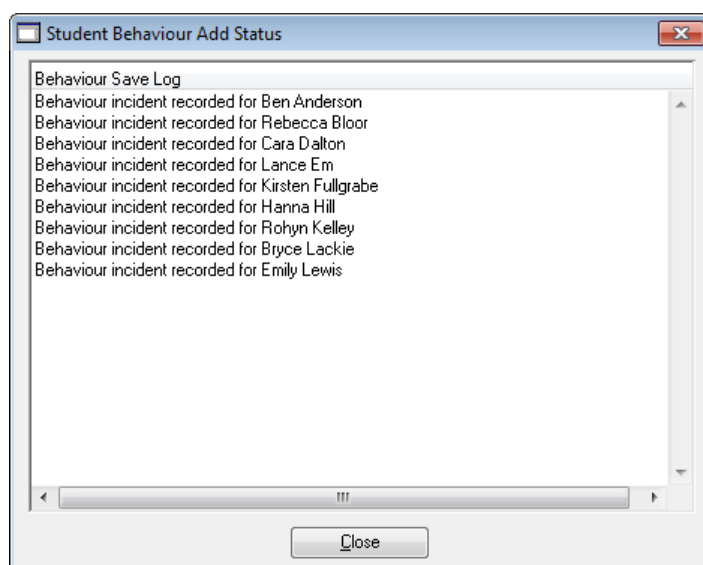 Student Behaviour Add Status
Behaviour Save Log
Behaviour incident recorded for Ben Anderson
Behaviour incident recorded for Rebecca Bloor
Behaviour incident recorded for Cara Dalton
Behaviour incident recorded for Lance Em
Behaviour incident recorded for Kirsten Fullgrabe
Behaviour incident recorded for Hanna Hill
Behaviour incident recorded for Rohyn Kelley
Behaviour incident recorded for Bryce Lackie
Behaviour incident recorded for Emily Lewis
Close